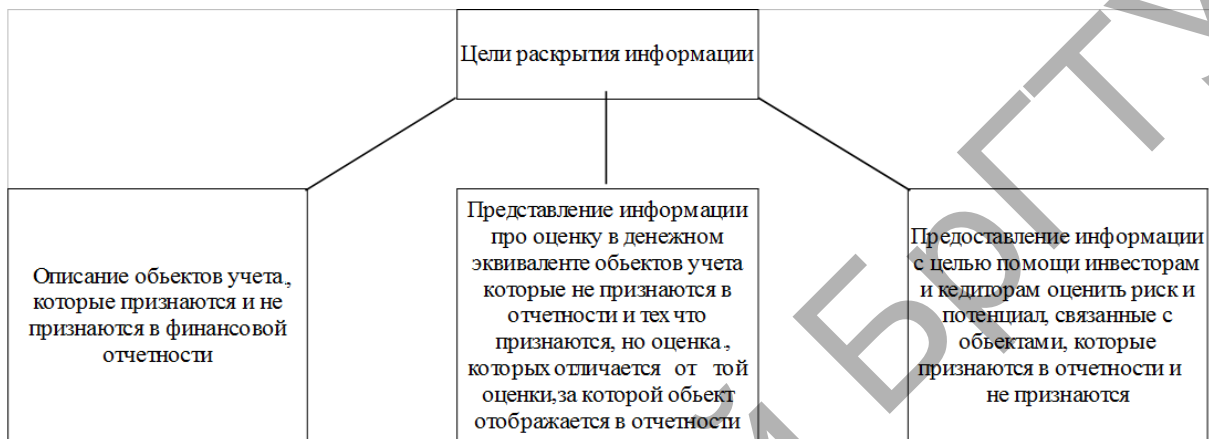 Цели раскрытия информации
Описание обьектов учета,,
которые признаются и не
признаются в финансовой
отчетности
Представление информации
про оценку в денежном
эквиваленте обьектов учета
которые не признаются в
отчетности и тех что
признаются, но оценка.,
которых отличается от той
оценки,за которой обьект
отображается в отчетности
Предоставление информации
с целью помощи инвесторам
и кедиторам оценить риск и
потенциал, связанные с
обьектами, которые
признаются в отчетности и
не признаются
й БрГТУ